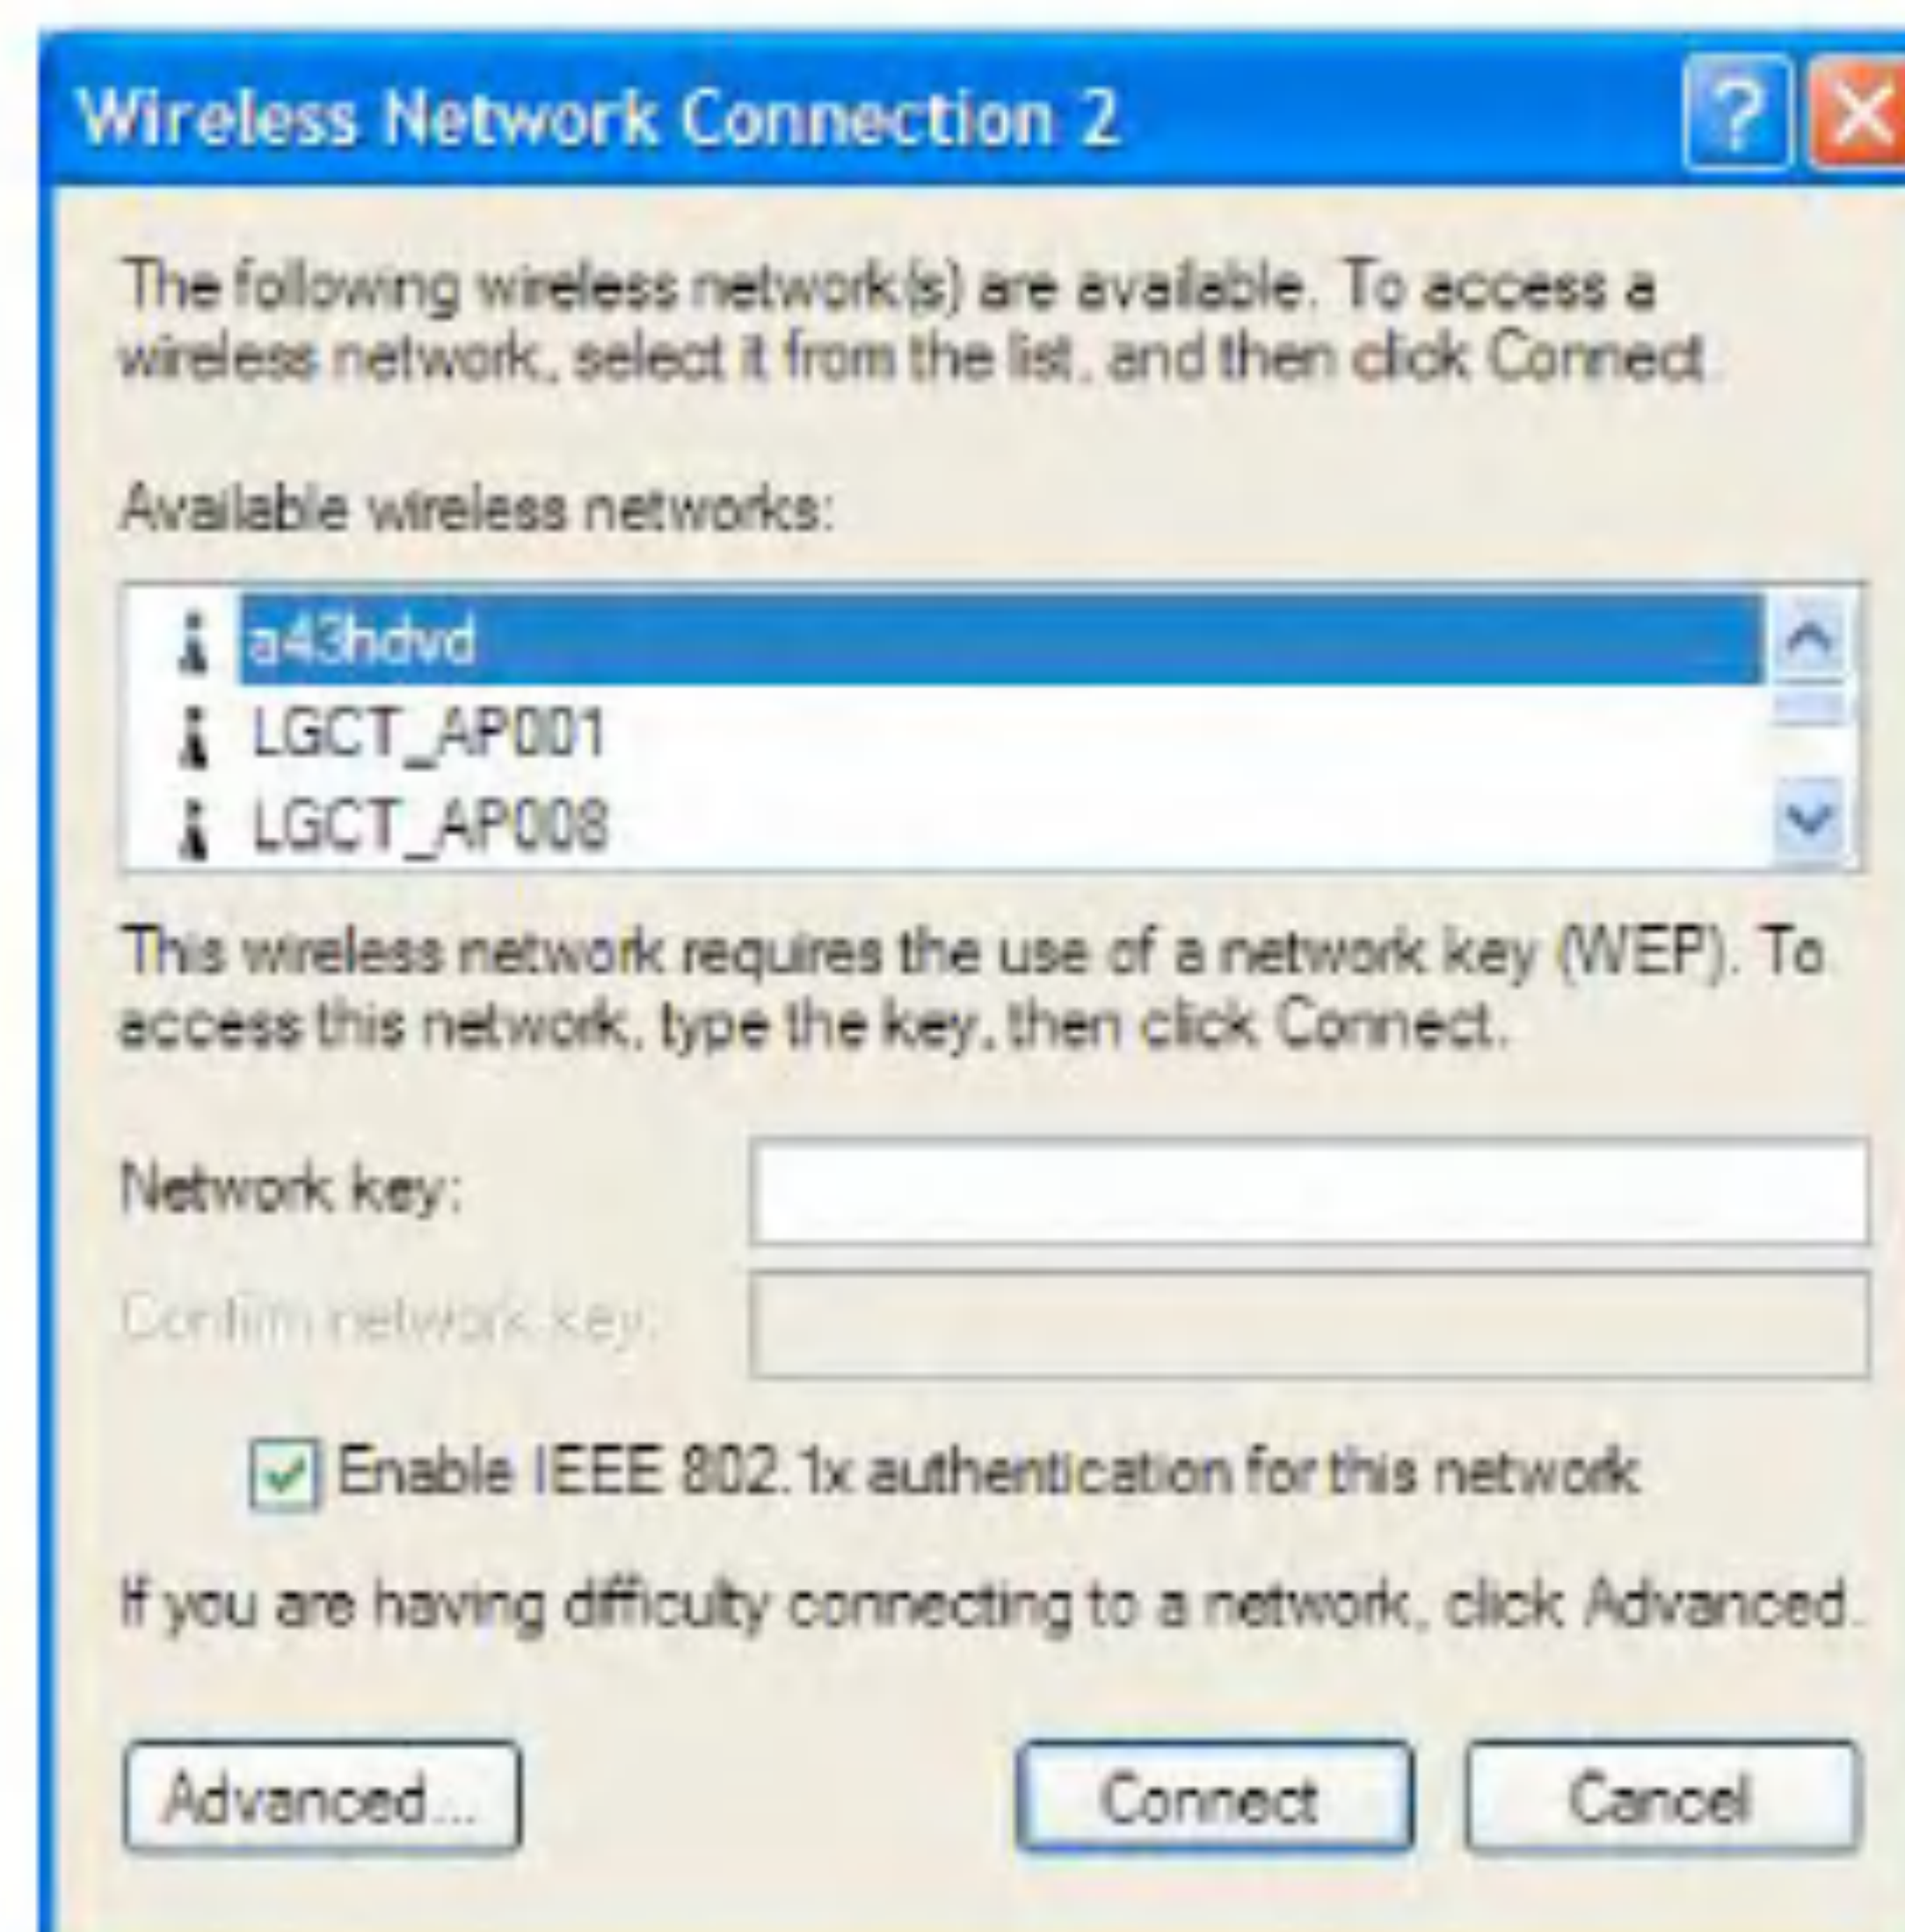 Wireless Network Connection 2
The following wireless network(s) are available. To access a
wireless network, select it from the list, and then click Connect.
Available wireless networks:
a43hdvd
LGCT_AP001
LGCT_AP008
This wireless network requires the use of a network key (WEP). To
access this network, type the key, then click Connect.
Network key:
Confirm network key:
Enable IEEE 802.1x authentication for this network
If you are having difficulty connecting to a network, click Advanced.
Advanced... Connect Cancel